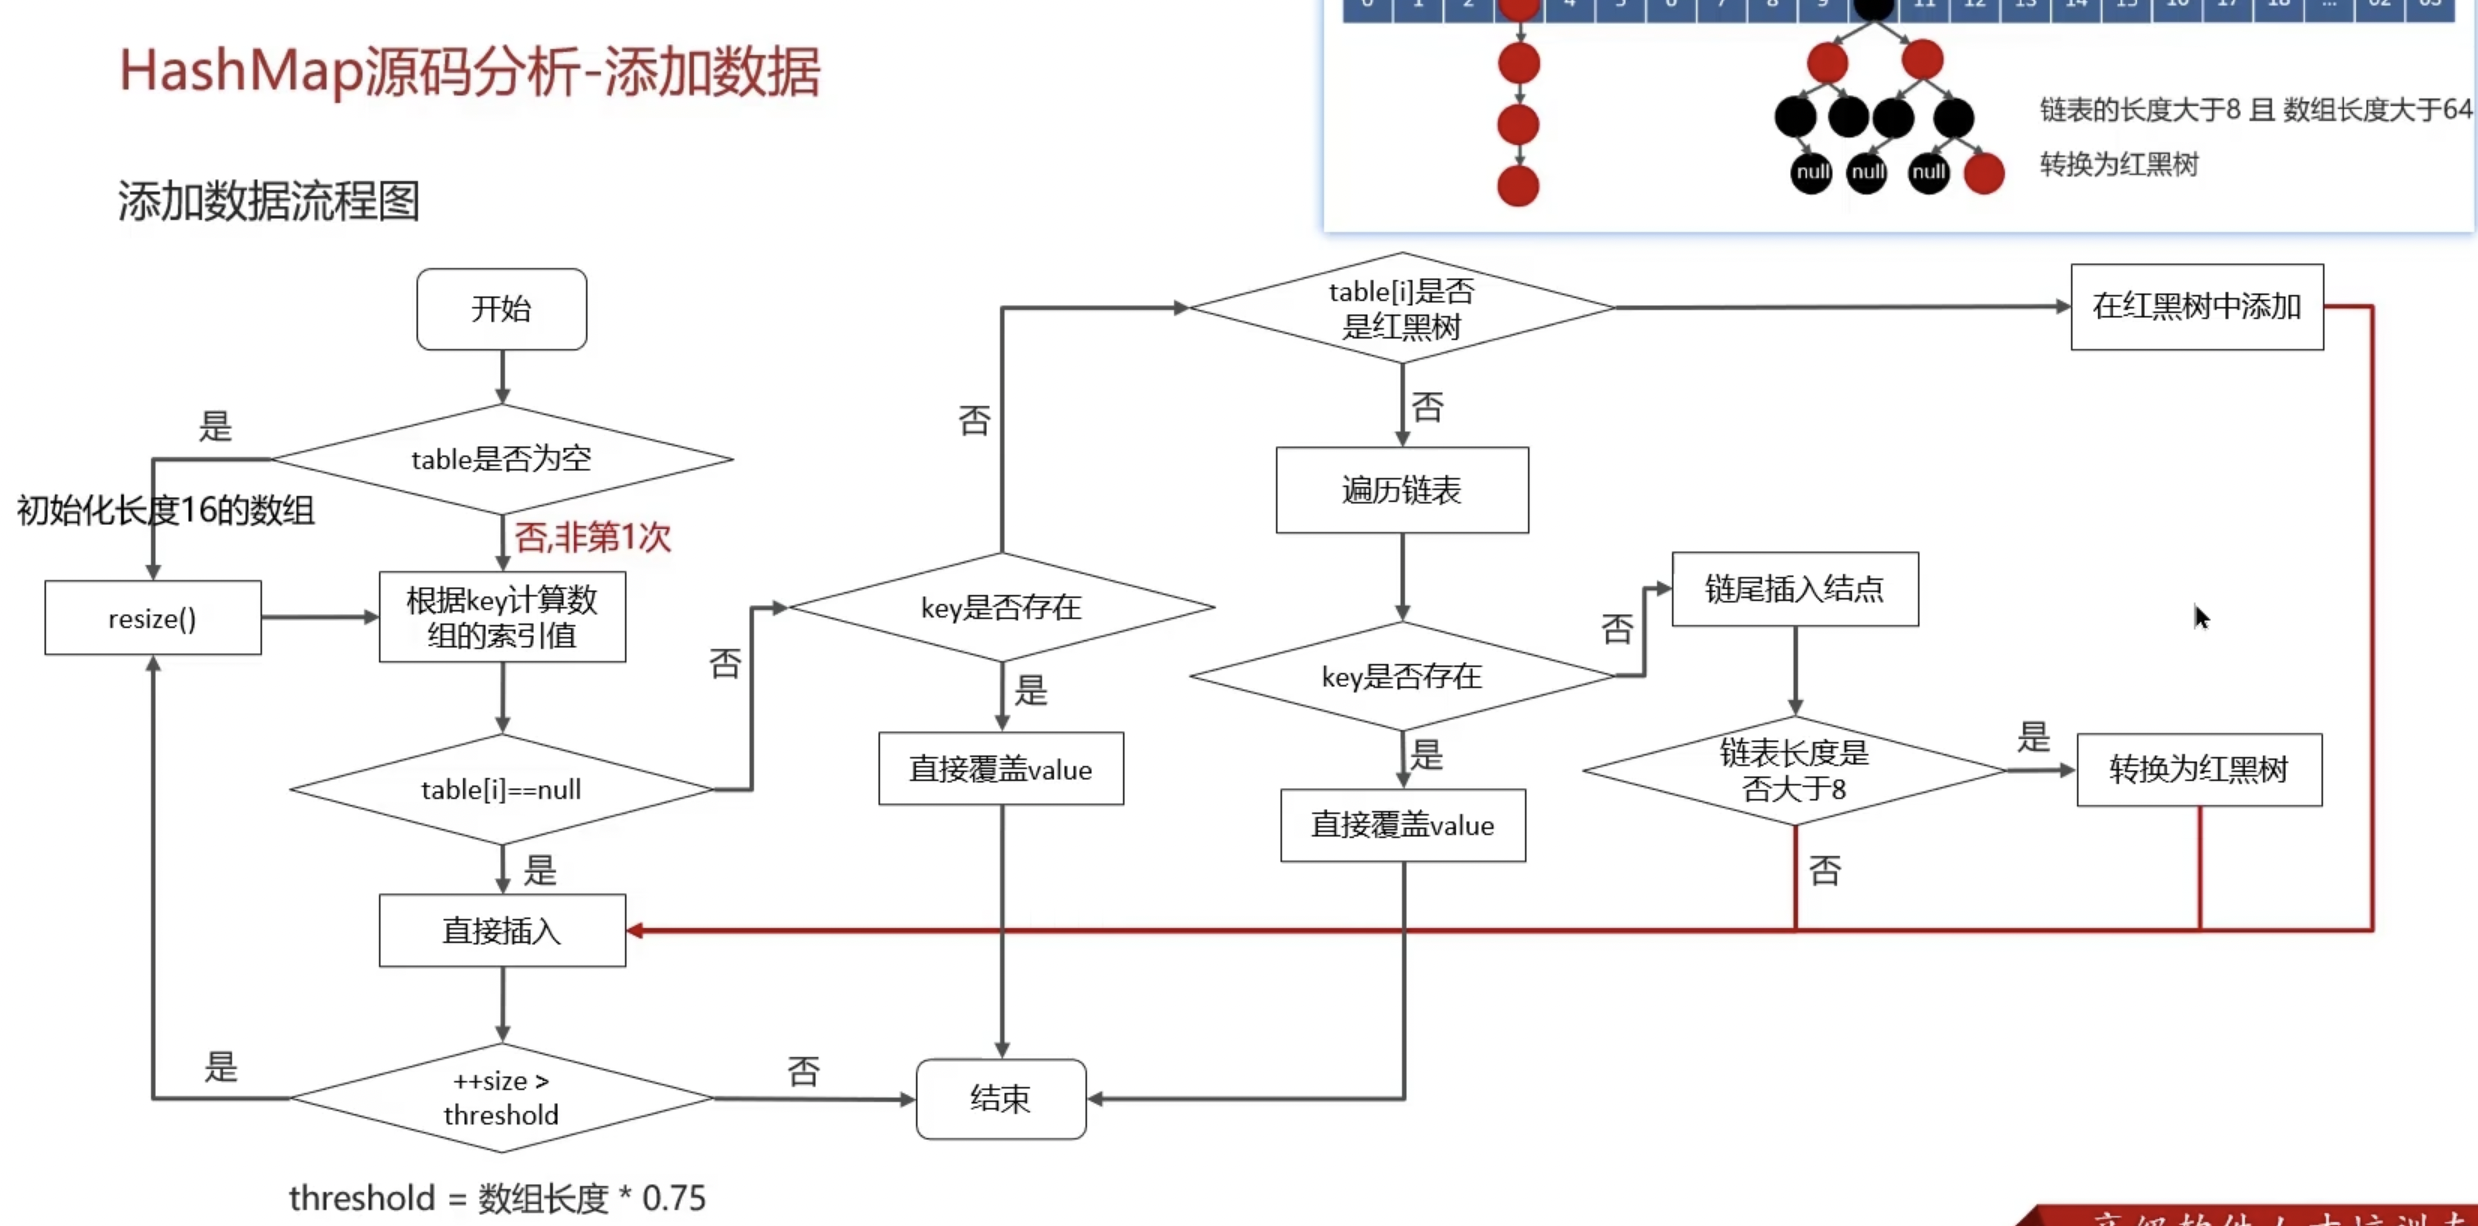 HashMap源码分析-添加数据
添加数据流程图
链表的长度大于8 且 数组长度大于64
转换为红黑树
null
null
null
开始
table是否为空
是
初始化长度16的数组
否,非第1次
resize()
根据key计算数
组的索引值
table[i]==null
否
是
直接插入
++size >
threshold
是
否
threshold = 数组长度 * 0.75
key是否存在
否
是
直接覆盖value
结束
table[i]是否
是红黑树
否
在红黑树中添加
遍历链表
key是否存在
否
是
直接覆盖value
链尾插入结点
链表长度是
否大于8
是
否
转换为红黑树